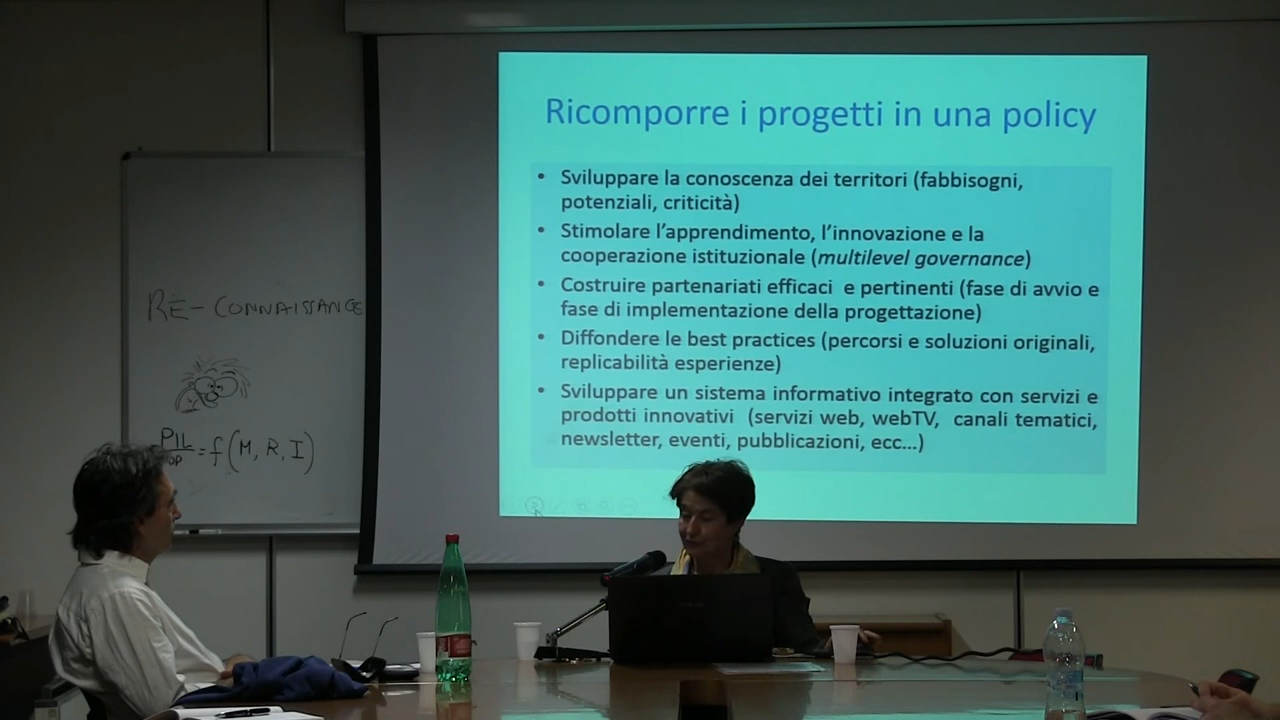 Ricomporre i progetti in una policy
• Sviluppare la conoscenza dei territori (fabbisogni,
potenziali, criticità)
• Stimolare l'apprendimento, l'innovazione e la
cooperazione istituzionale (multilevel governance)
• Costruire partenariati efficaci e pertinenti (fase di avvio e
fase di implementazione della progettazione)
• Diffondere le best practices (percorsi e soluzioni originali,
replicabilità esperienze)
• Sviluppare un sistema informativo integrato con servizi e
prodotti innovativi (servizi web, webTV, canali tematici,
newsletter, eventi, pubblicazioni, ecc...)
RE-CONNAISSANCE
PIL
= f(M, R, I)